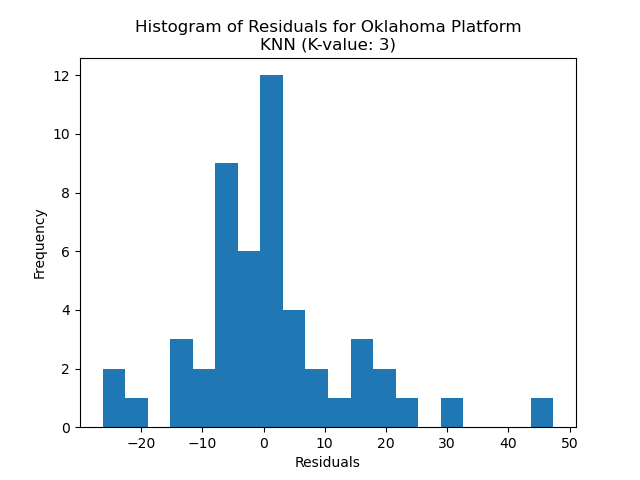 Histogram of Residuals for Oklahoma Platform
KNN (K-value: 3)
12
10
8
6
4
2
0
Frequency
−20 −10 0 10 20 30 40 50
Residuals